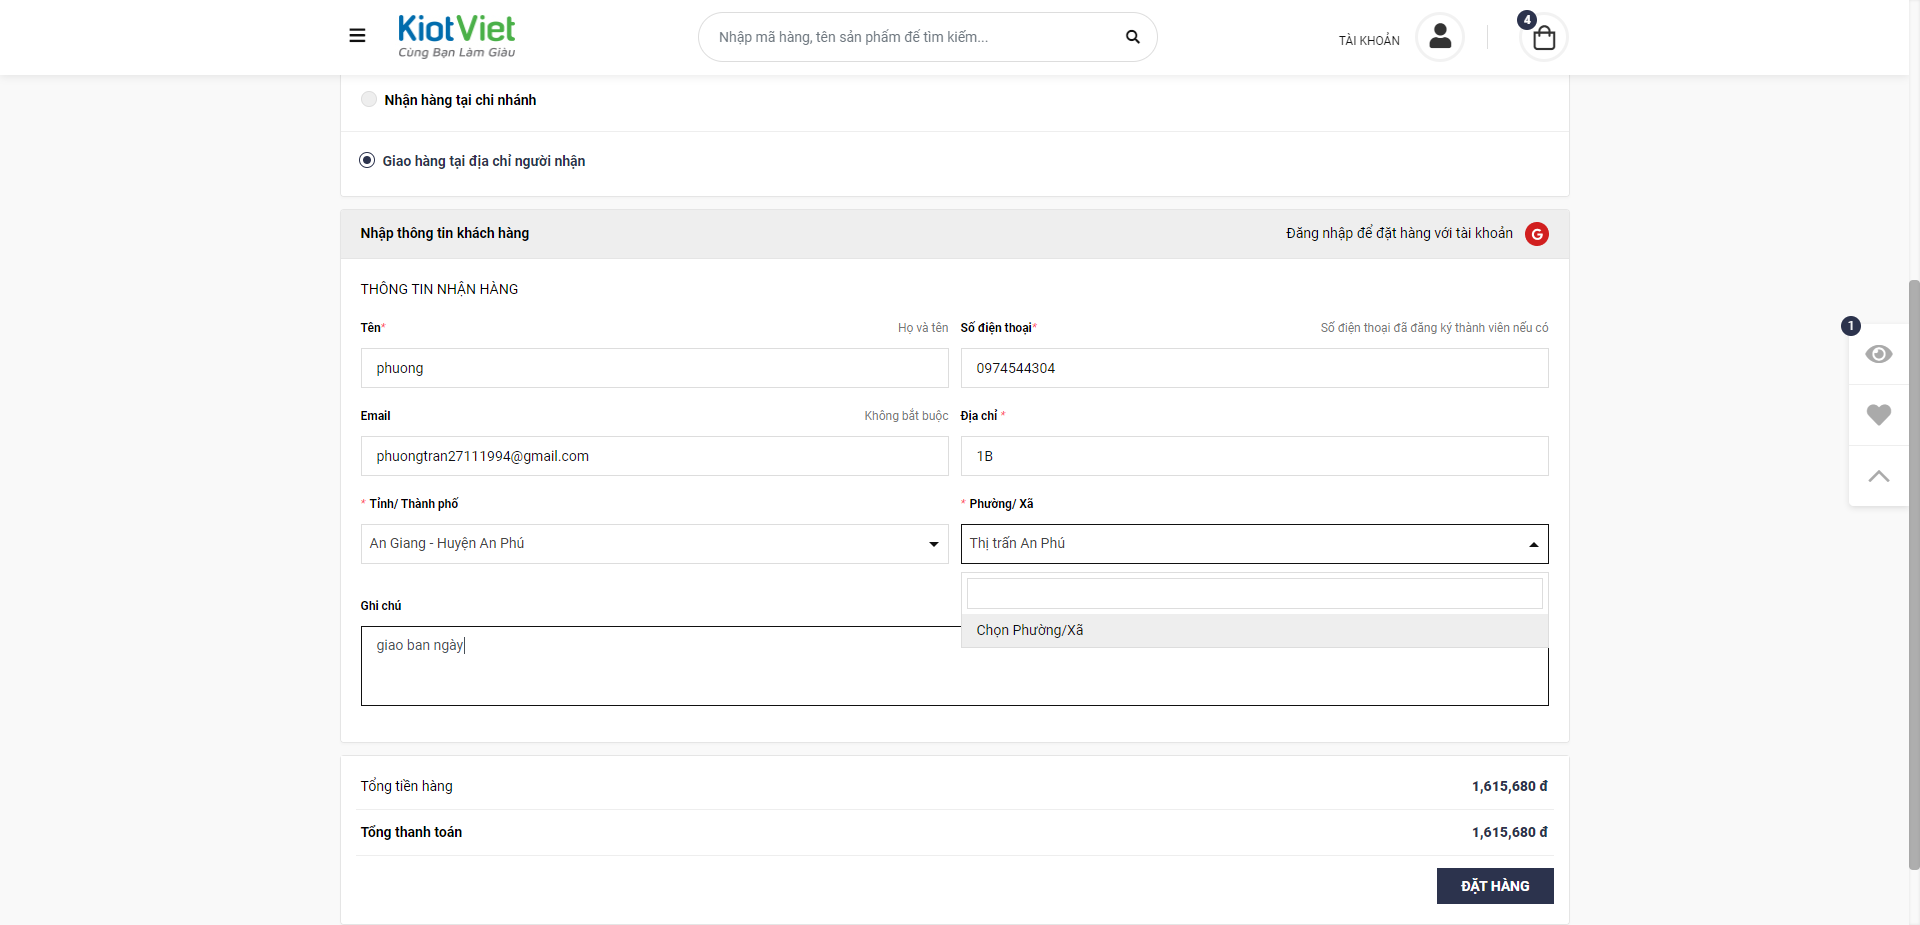 KiotViet
Cùng Bạn Làm Giàu
Nhập mã hàng, tên sản phẩm để tìm kiếm...
TÀI KHOẢN
4
Nhận hàng tại chi nhánh
Giao hàng tại địa chỉ người nhận
Nhập thông tin khách hàng
Đăng nhập để đặt hàng với tài khoản
G
THÔNG TIN NHẬN HÀNG
Tên*
Họ và tên
Số điện thoại*
Số điện thoại đã đăng ký thành viên nếu có
1
phuong
0974544304
Email
Không bắt buộc
Địa chỉ *
phuongtran27111994@gmail.com
1B
* Tỉnh/ Thành phố
* Phường/ Xã
An Giang - Huyện An Phú
Thị trấn An Phú
Chọn Phường/Xã
Ghi chú
giao ban ngày
Tổng tiền hàng
1,615,680 đ
Tổng thanh toán
1,615,680 đ
ĐẶT HÀNG